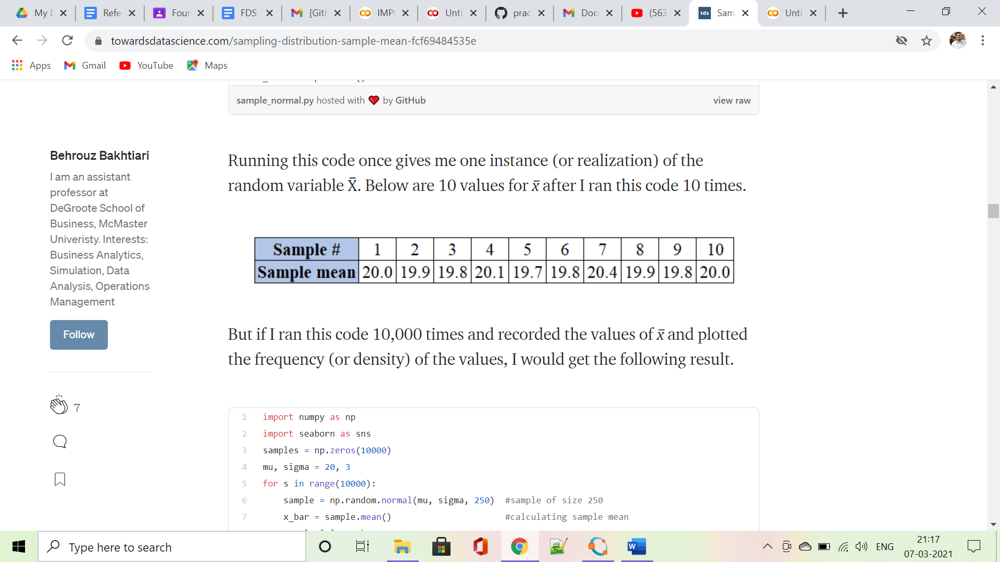 My D
Refe
Four
FDS
[GitH
IMPO
Unti
prac
Doc
(563
tds Sam
Unti
towardsdatascience.com/sampling-distribution-sample-mean-fcf69484535e
Apps Gmail YouTube Maps
sample_normal.py hosted with ❤ by GitHub view raw
Behrouz Bakhtiari
I am an assistant
professor at
DeGroote School of
Business, McMaster
Univeristy. Interests:
Business Analytics,
Simulation, Data
Analysis, Operations
Management
Follow
7
Running this code once gives me one instance (or realization) of the
random variable X̄. Below are 10 values for x̄ after I ran this code 10 times.
Sample # 1 2 3 4 5 6 7 8 9 10
Sample mean 20.0 19.9 19.8 20.1 19.7 19.8 20.4 19.9 19.8 20.0
But if I ran this code 10,000 times and recorded the values of x̄ and plotted
the frequency (or density) of the values, I would get the following result.
1 import numpy as np
2 import seaborn as sns
3 samples = np.zeros(10000)
4 mu, sigma = 20, 3
5 for s in range(10000):
6 sample = np.random.normal(mu, sigma, 250) #sample of size 250
7 x_bar = sample.mean() #calculating sample mean
Type here to search
W
ENG
21:17
07-03-2021